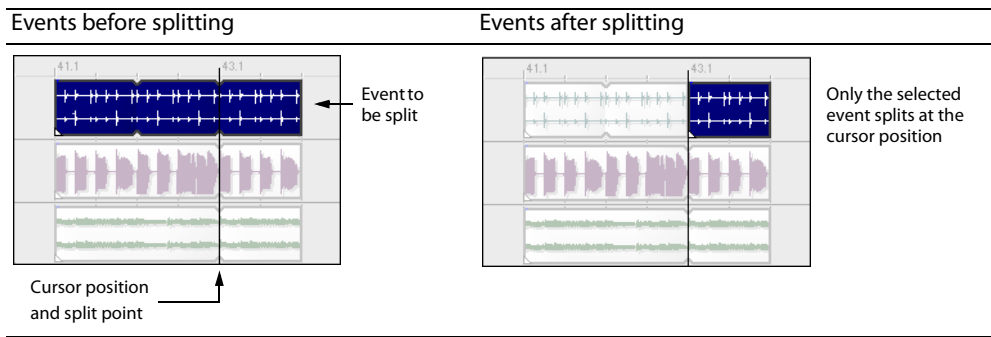 Events before splitting
Events after splitting
41.1
43.1
Event to
be split
Cursor position
and split point
41.1
43.1
Only the selected
event splits at the
cursor position